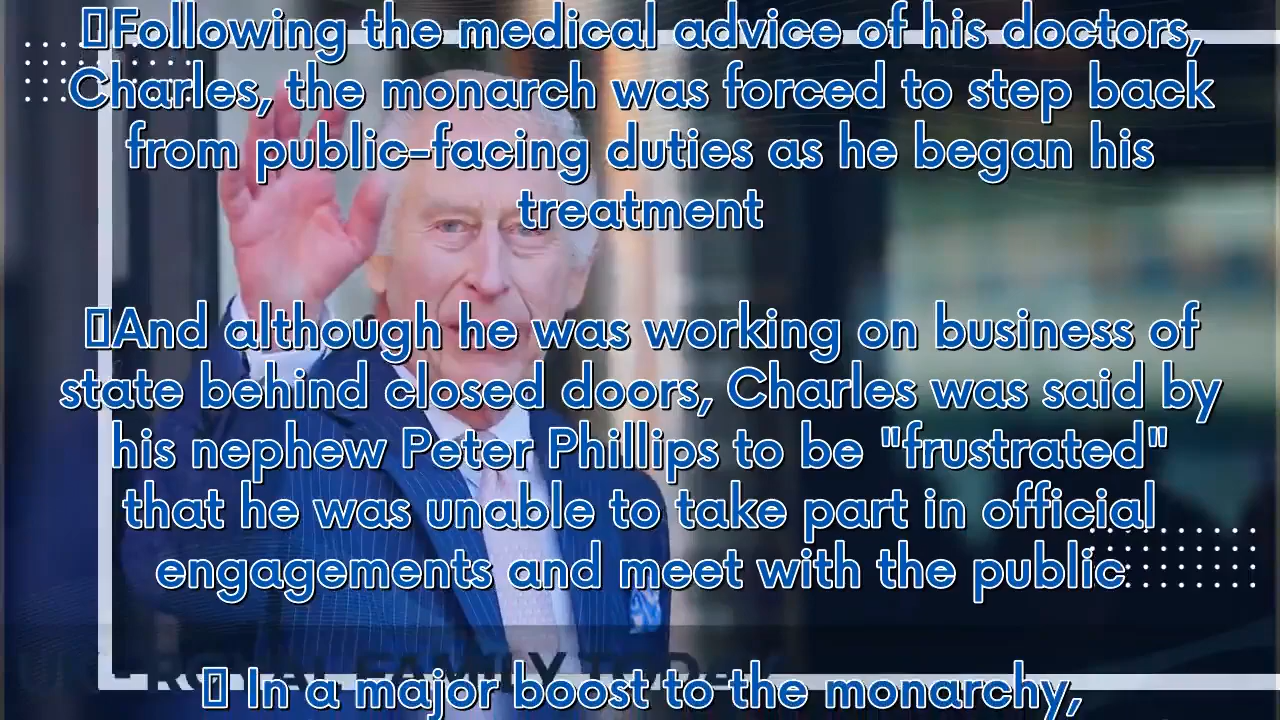 Following the medical advice of his doctors,
Charles, the monarch was forced to step back
from public-facing duties as he began his
treatment
And although he was working on business of
state behind closed doors, Charles was said by
his nephew Peter Phillips to be "frustrated"
that he was unable to take part in official
engagements and meet with the public
ROYAL FAMILY TODAY
In a major boost to the monarchy,